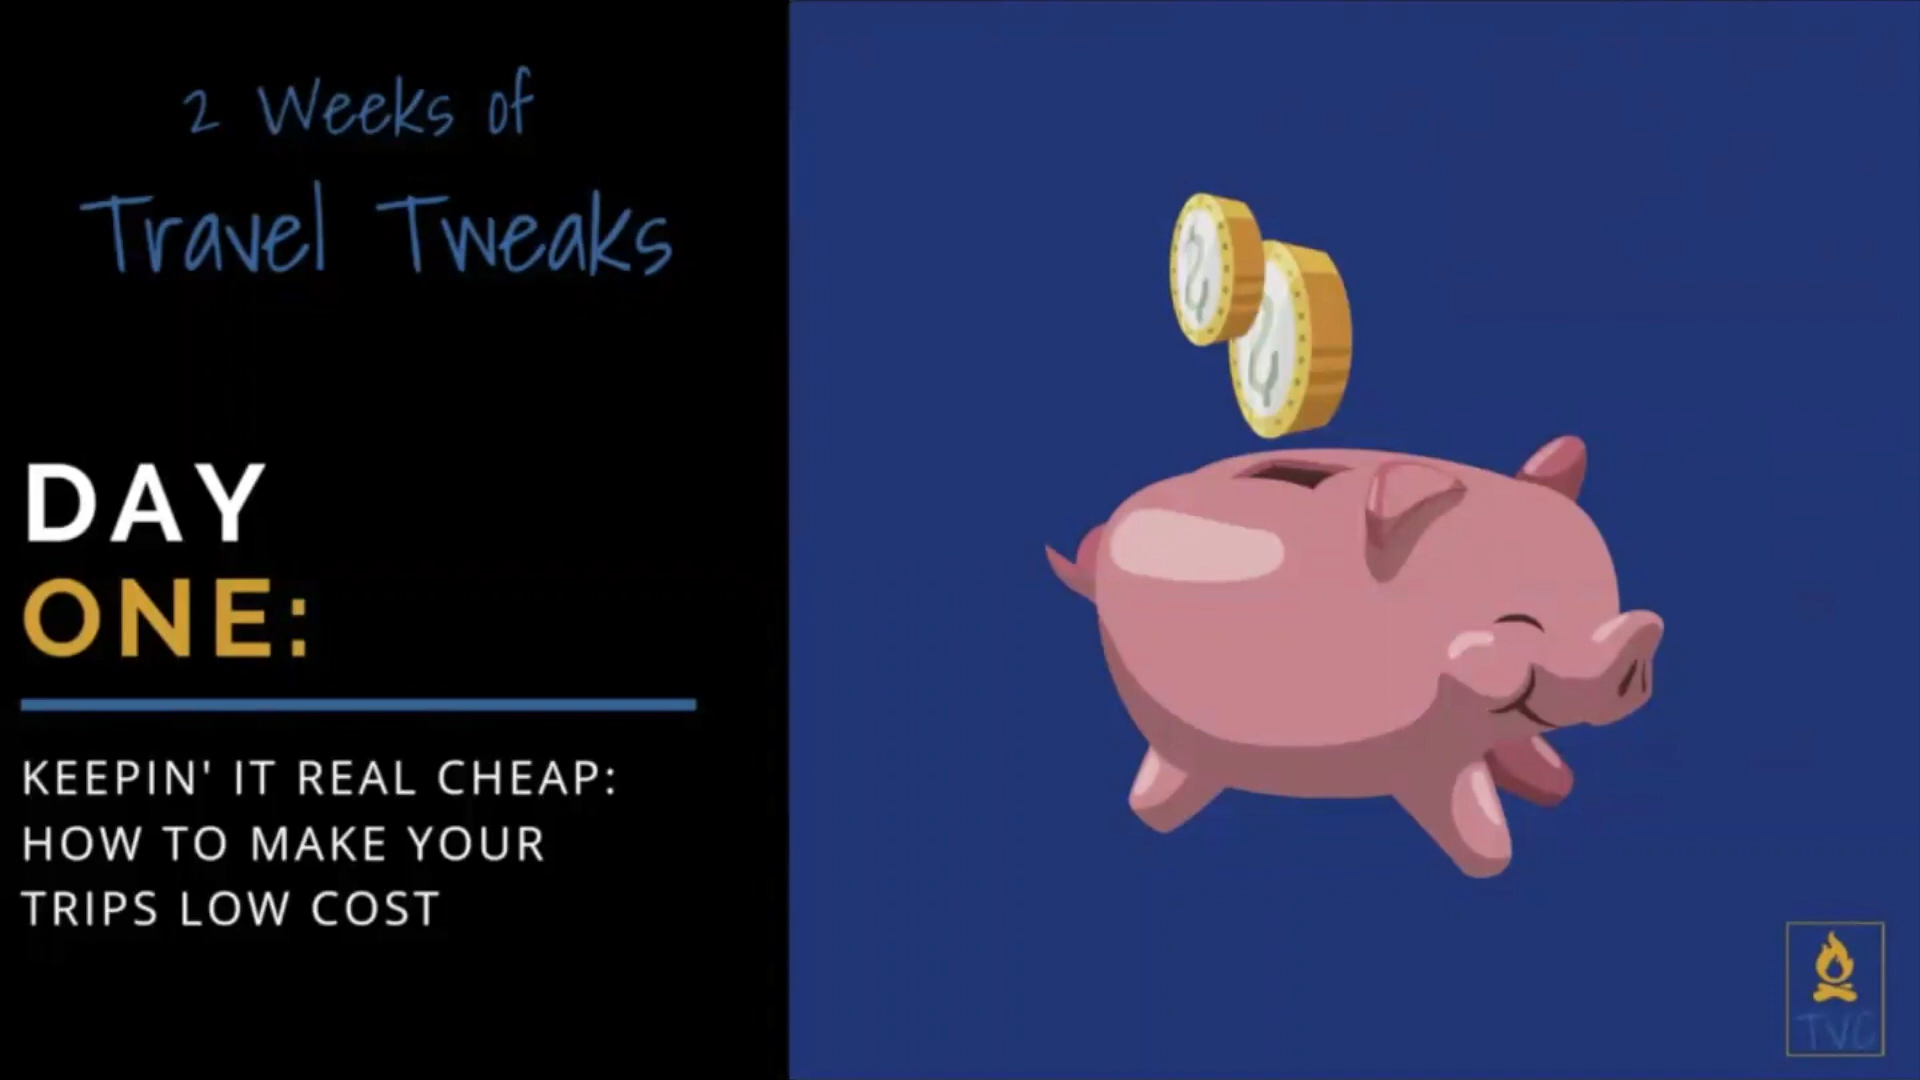 2 Weeks of
Travel Tweaks
DAY
ONE:
KEEPIN' IT REAL CHEAP:
HOW TO MAKE YOUR
TRIPS LOW COST
TVC